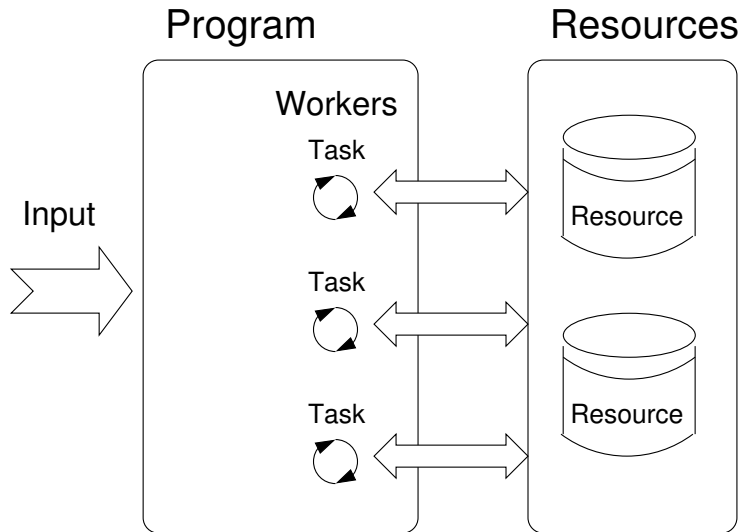 Program
Resources
Workers
Task
Input
Resource
Task
Task
Resource